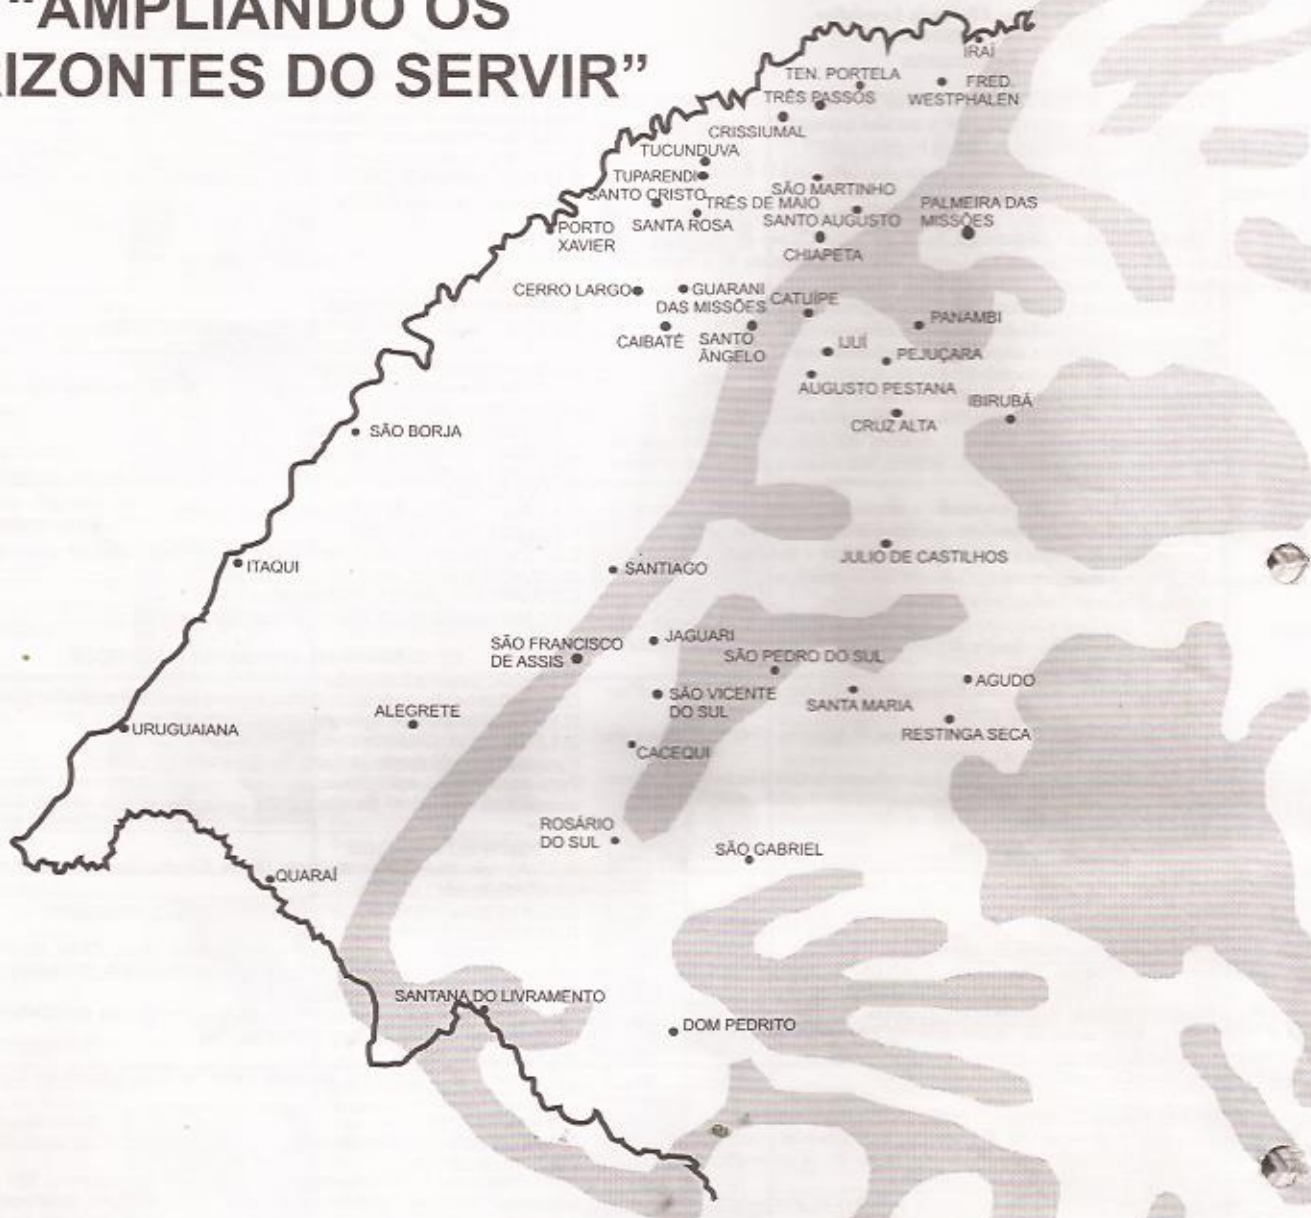 "AMPLIANDO OS
RIZONTES DO SERVIR"
IRAÍ
TEN. PORTELA
FRED.
WESTPHALEN
TRÊS PASSOS
CRISSIUMAL
TUCUNDUVA
TUPARENDI
SÃO MARTINHO
SANTO CRISTO
TRÊS DE MAIO
PALMEIRA DAS
MISSÕES
SANTO AUGUSTO
SANTA ROSA
PORTO
XAVIER
CHIAPETA
CERRO LARGO
GUARANI
DAS MISSÕES
CATUÍPE
PANAMBI
CAIBATÉ
SANTO
ÂNGELO
IJUÍ
PEJUÇARA
AUGUSTO PESTANA
IBIRUBÁ
CRUZ ALTA
SÃO BORJA
JULIO DE CASTILHOS
ITAQUI
SANTIAGO
SÃO FRANCISCO
DE ASSIS
JAGUARI
SÃO PEDRO DO SUL
AGUDO
SÃO VICENTE
DO SUL
SANTA MARIA
ALEGRETE
URUGUAIANA
RESTINGA SECA
CACEQUI
ROSÁRIO
DO SUL
SÃO GABRIEL
QUARAÍ
SANTANA DO LIVRAMENTO
DOM PEDRITO